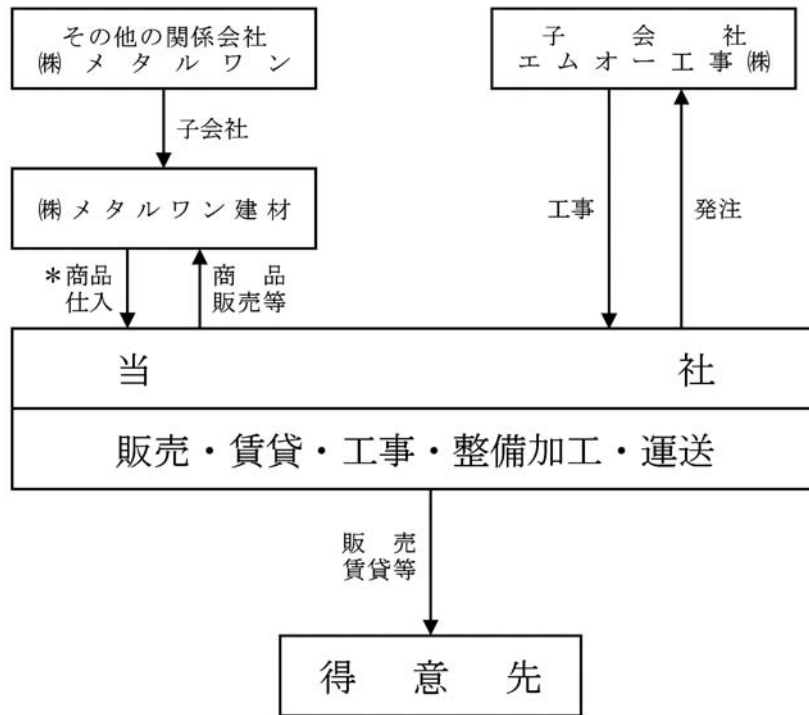 その他の関係会社
㈱メタルワン
子会社
エムオー工事㈱
子会社
㈱メタルワン建材
工事
発注
＊商品
仕入
商品
販売等
当社
販売・賃貸・工事・整備加工・運送
販売
賃貸等
得意先